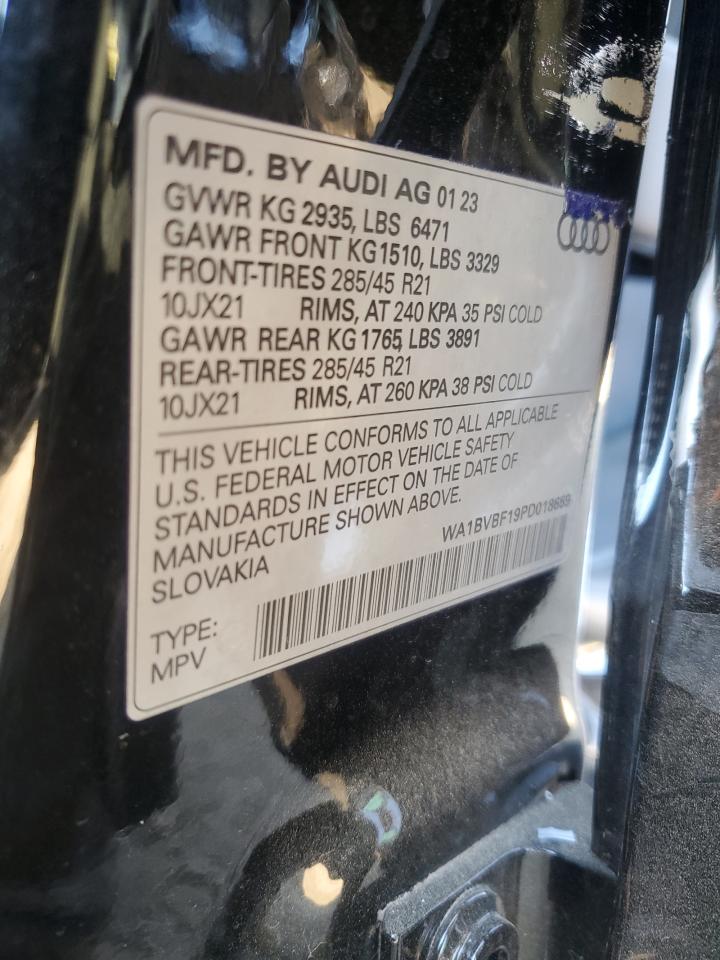 MFD. BY AUDI AG 01 23
GVWR KG 2935, LBS 6471
GAWR FRONT KG1510, LBS 3329
FRONT-TIRES 285/45 R21
10JX21 RIMS, AT 240 KPA 35 PSI COLD
GAWR REAR KG 1765, LBS 3891
REAR-TIRES 285/45 R21
10JX21 RIMS, AT 260 KPA 38 PSI COLD
THIS VEHICLE CONFORMS TO ALL APPLICABLE
U.S. FEDERAL MOTOR VEHICLE SAFETY
STANDARDS IN EFFECT ON THE DATE OF
MANUFACTURE SHOWN ABOVE.
SLOVAKIA
WA1BVBF19PD018689
TYPE:
MPV